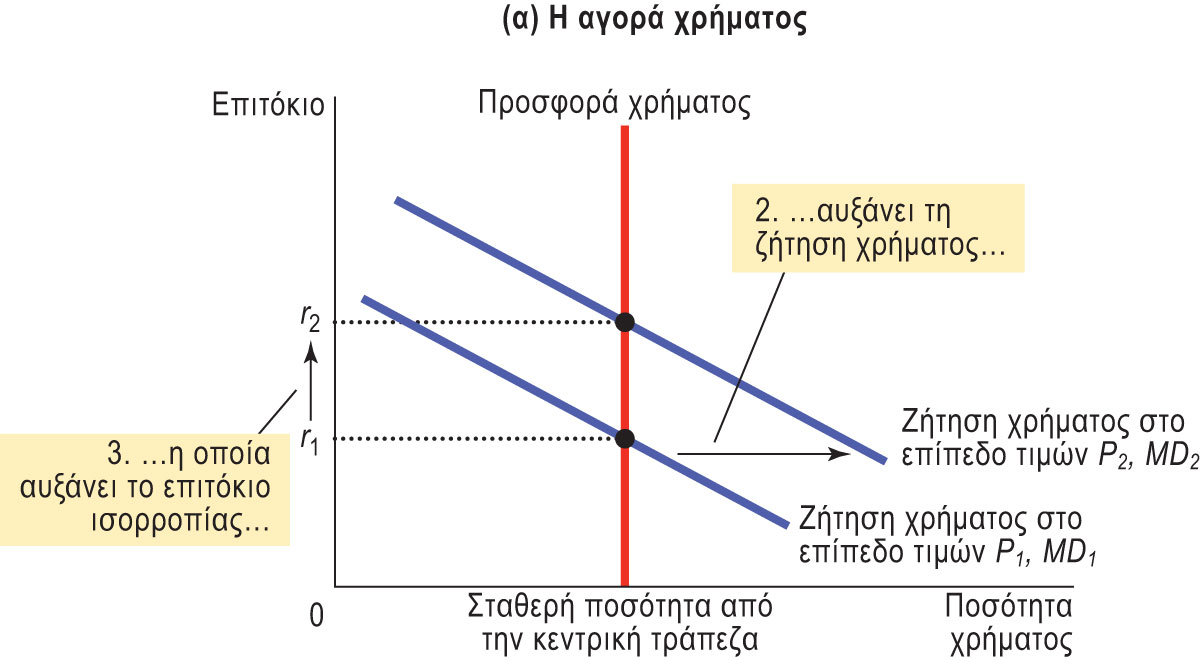 (α) Η αγορά χρήματος
Επιτόκιο
Προσφορά χρήματος
2. …αυξάνει τη
ζήτηση χρήματος…
r2
r1
3. …η οποία
αυξάνει το επιτόκιο
ισορροπίας…
Ζήτηση χρήματος στο
επίπεδο τιμών P2, MD2
Ζήτηση χρήματος στο
επίπεδο τιμών P1, MD1
0
Σταθερή ποσότητα από
την κεντρική τράπεζα
Ποσότητα
χρήματος